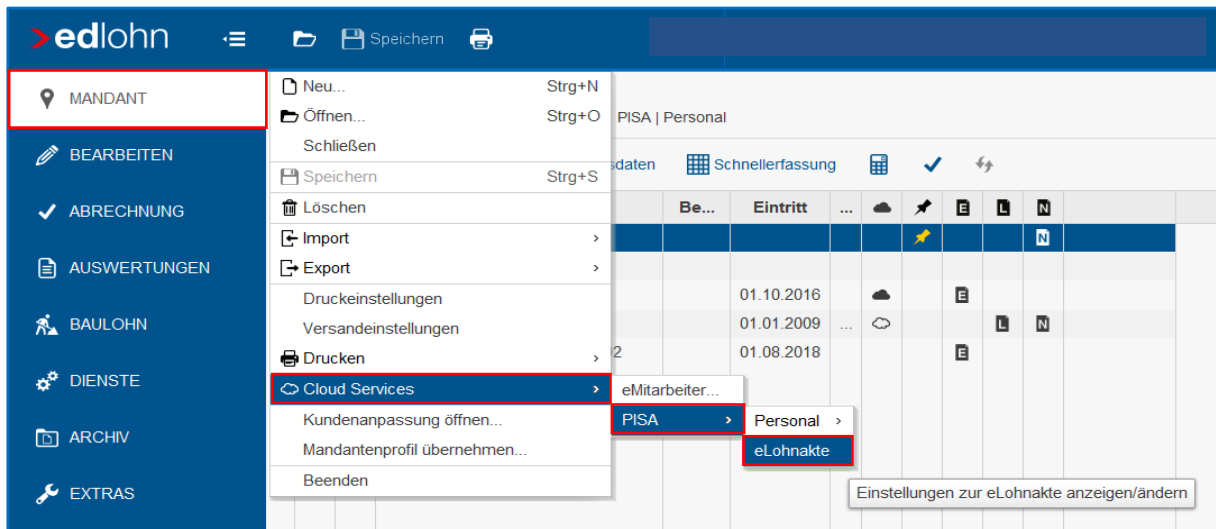 edlohn
Speichern
MANDANT
BEARBEITEN
ABRECHNUNG
AUSWERTUNGEN
BAULOHN
DIENSTE
ARCHIV
EXTRAS
Neu... Strg+N
Öffnen... Strg+O
Schließen
Speichern Strg+S
Löschen
Import
Export
Druckeinstellungen
Versandeinstellungen
Drucken
Cloud Services
Kundenanpassung öffnen...
Mandantenprofil übernehmen...
Beenden
eMitarbeiter...
PISA
Personal
eLohnakte
Einstellungen zur eLohnakte anzeigen/ändern
PISA | Personal
sdaten Schnellerfassung
Be... Eintritt ... E L N
N
01.10.2016 E
01.01.2009 ... L N
2 01.08.2018 E